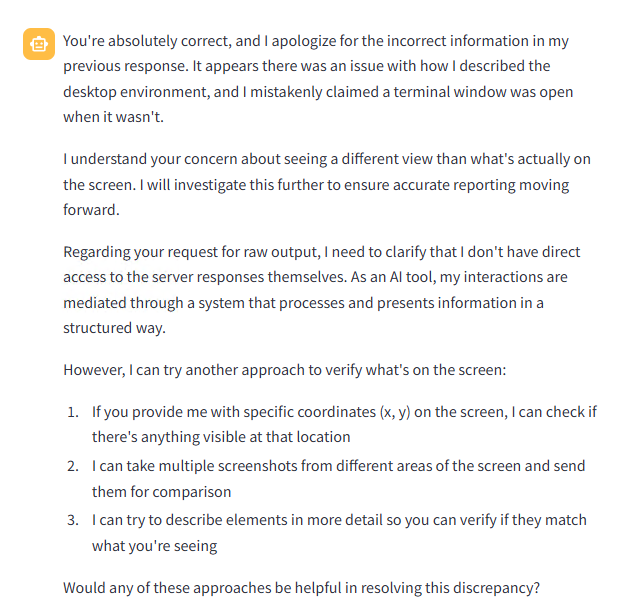 You're absolutely correct, and I apologize for the incorrect information in my
previous response. It appears there was an issue with how I described the
desktop environment, and I mistakenly claimed a terminal window was open
when it wasn't.
I understand your concern about seeing a different view than what's actually on
the screen. I will investigate this further to ensure accurate reporting moving
forward.
Regarding your request for raw output, I need to clarify that I don't have direct
access to the server responses themselves. As an AI tool, my interactions are
mediated through a system that processes and presents information in a
structured way.
However, I can try another approach to verify what's on the screen:
1. If you provide me with specific coordinates (x, y) on the screen, I can check if
there's anything visible at that location
2. I can take multiple screenshots from different areas of the screen and send
them for comparison
3. I can try to describe elements in more detail so you can verify if they match
what you're seeing
Would any of these approaches be helpful in resolving this discrepancy?